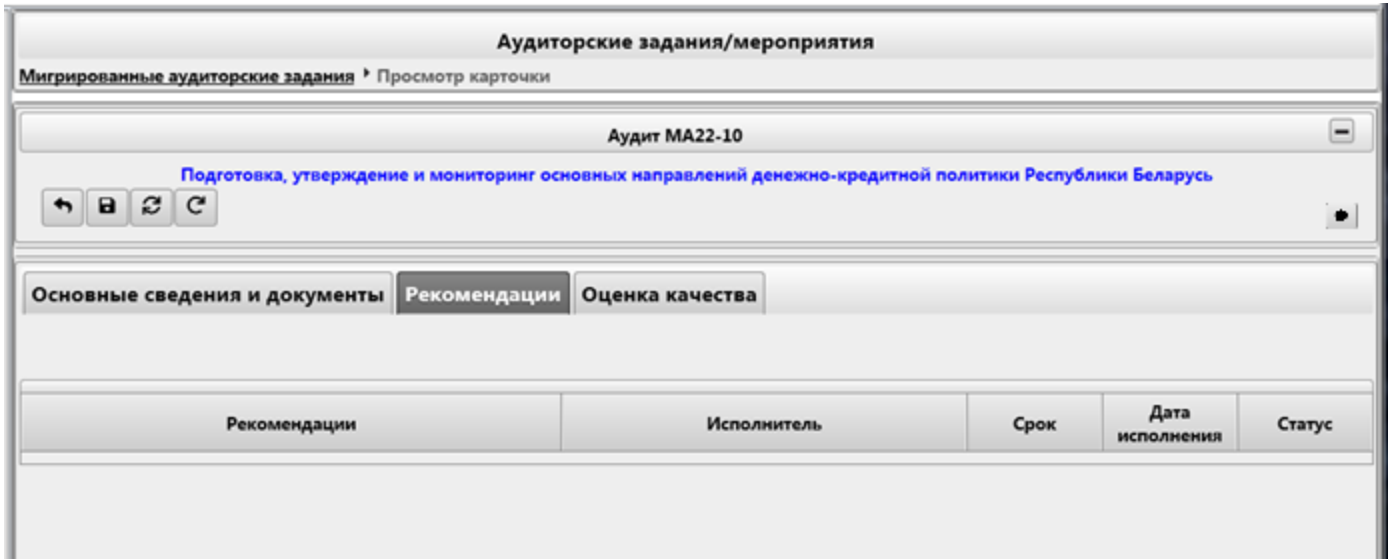 Аудиторские задания/мероприятия
Мигрированные аудиторские задания Просмотр карточки
Аудит МА22-10
Подготовка, утверждение и мониторинг основных направлений денежно-кредитной политики Республики Беларусь
Основные сведения и документы Рекомендации Оценка качества
Рекомендации Исполнитель Срок Дата исполнения Статус